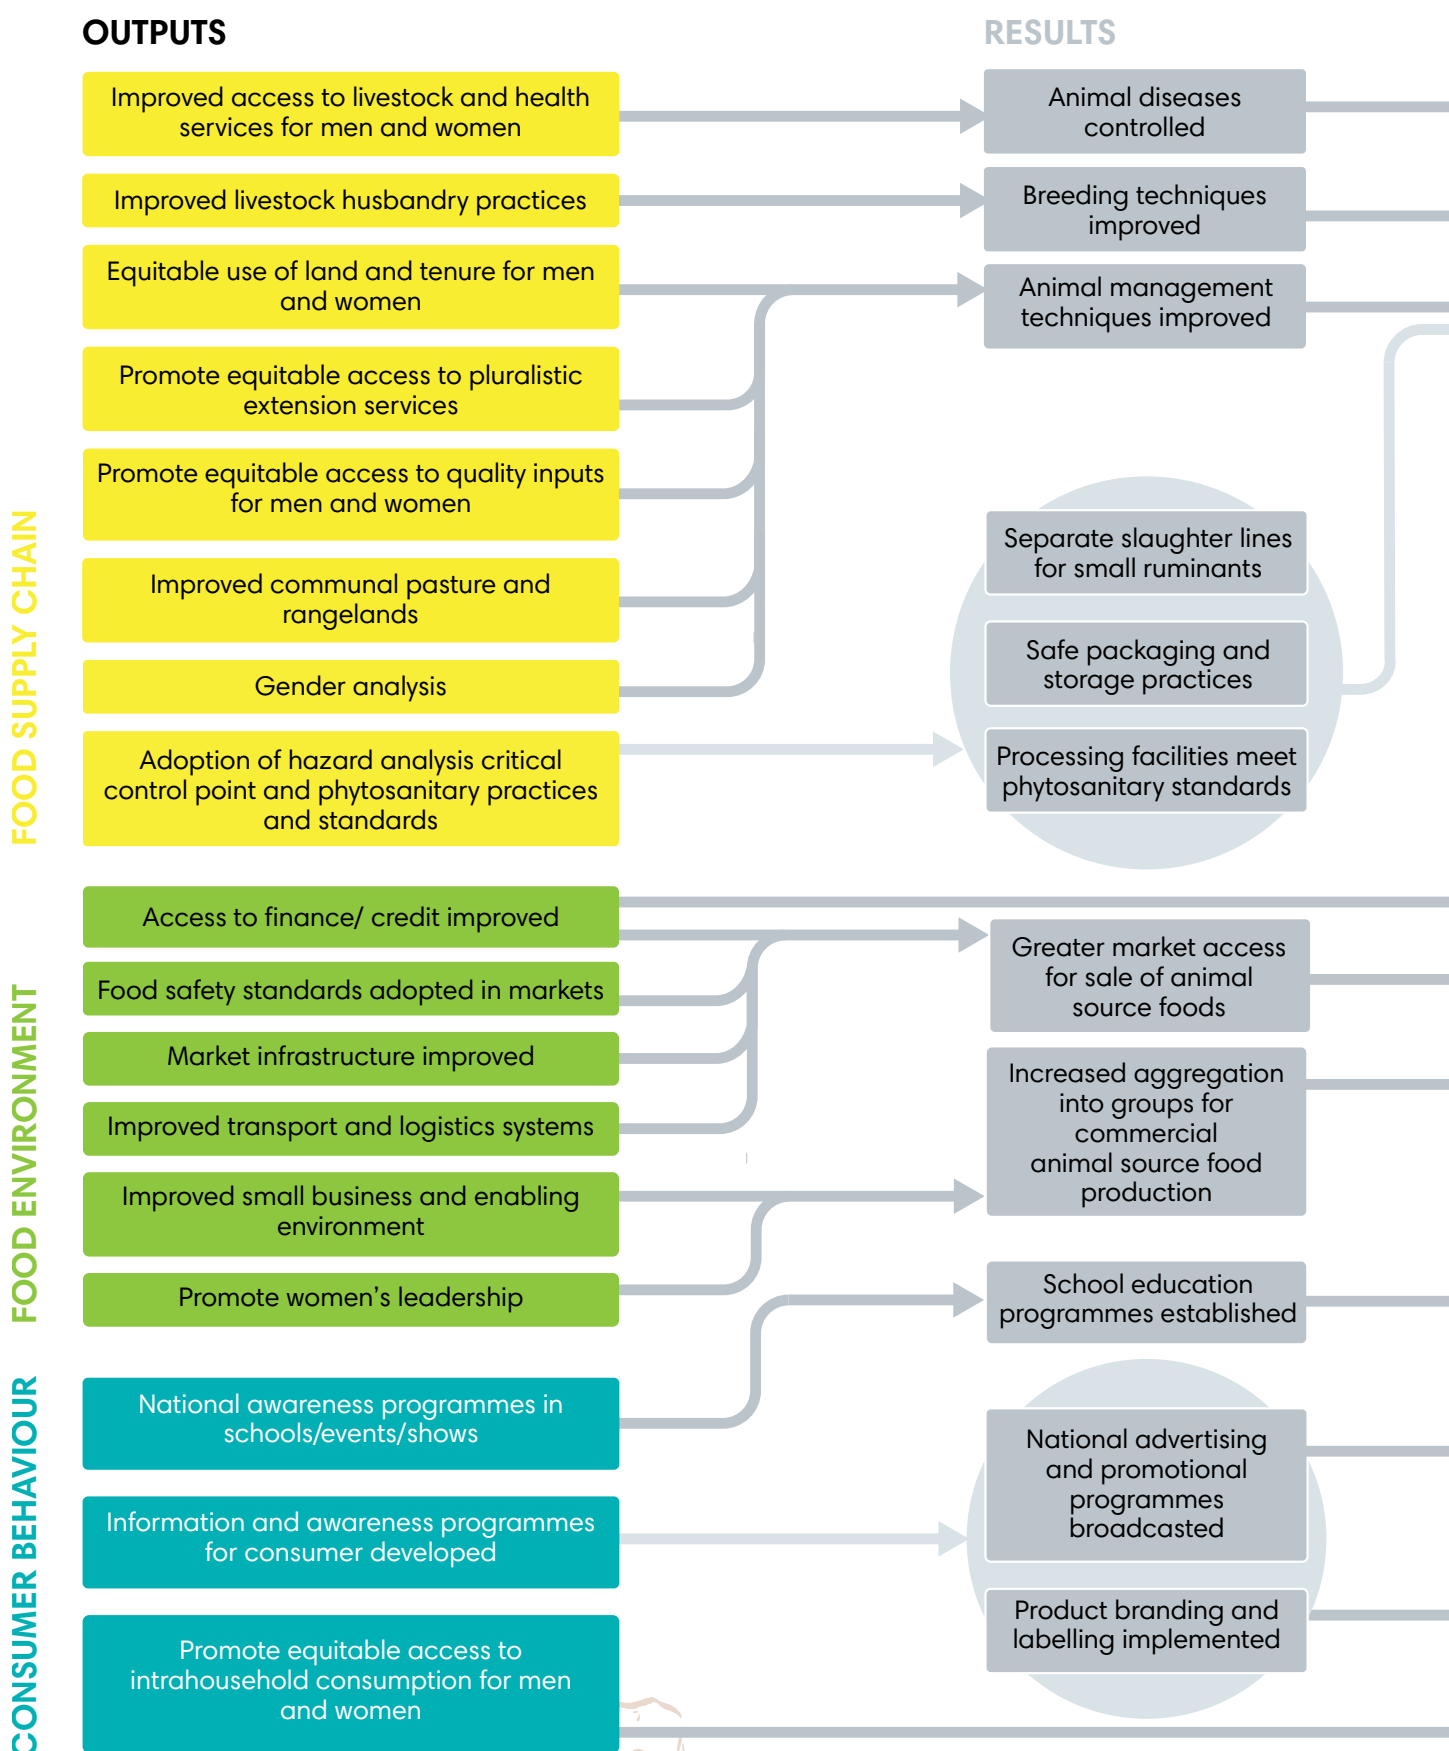 OUTPUTS
RESULTS
FOOD SUPPLY CHAIN
Improved access to livestock and health
services for men and women
Improved livestock husbandry practices
Equitable use of land and tenure for men
and women
Promote equitable access to pluralistic
extension services
Promote equitable access to quality inputs
for men and women
Improved communal pasture and
rangelands
Gender analysis
Adoption of hazard analysis critical
control point and phytosanitary practices
and standards
Animal diseases
controlled
Breeding techniques
improved
Animal management
techniques improved
Separate slaughter lines
for small ruminants
Safe packaging and
storage practices
Processing facilities meet
phytosanitary standards
FOOD ENVIRONMENT
Access to finance/ credit improved
Food safety standards adopted in markets
Market infrastructure improved
Improved transport and logistics systems
Improved small business and enabling
environment
Promote women’s leadership
Greater market access
for sale of animal
source foods
Increased aggregation
into groups for
commercial
animal source food
production
School education
programmes established
CONSUMER BEHAVIOUR
National awareness programmes in
schools/events/shows
Information and awareness programmes
for consumer developed
Promote equitable access to
intrahousehold consumption for men
and women
National advertising
and promotional
programmes
broadcasted
Product branding and
labelling implemented